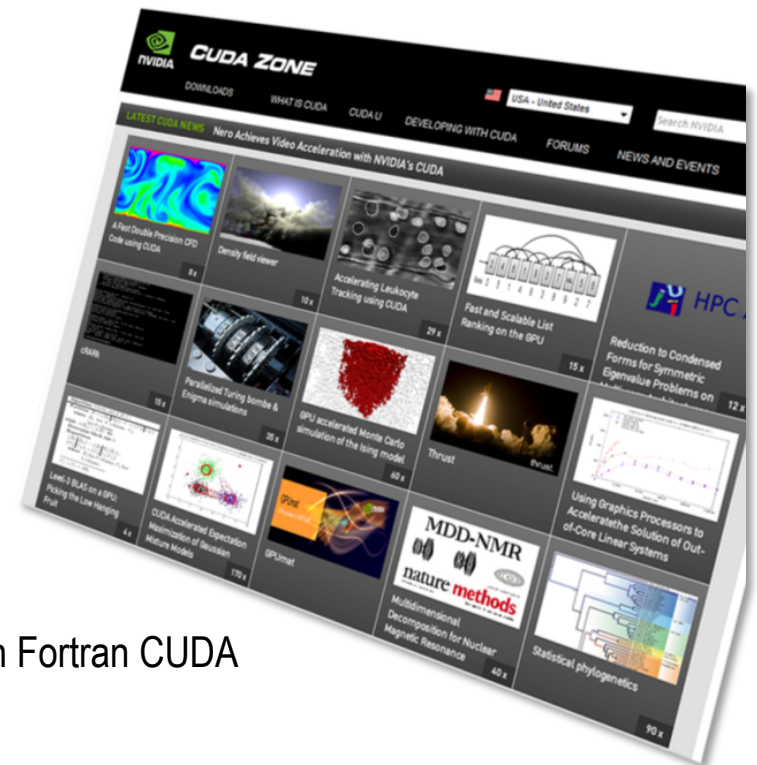 NVIDIA
CUDA ZONE
USA - United States
Search NVIDIA
DOWNLOADS
WHAT IS CUDA
CUDA U
DEVELOPING WITH CUDA
FORUMS
NEWS AND EVENTS
LATEST CUDA NEWS Nero Achieves Video Acceleration with NVIDIA's CUDA
A Fast Double Precision CFD
Code using CUDA
8 x
Density field viewer
10 x
Accelerating Leukocyte
Tracking using CUDA
29 x
Fast and Scalable List
Ranking on the GPU
15 x
HPC
Reduction to Condensed
Forms for Symmetric
Eigenvalue Problems on
12 x
cRARk
15 x
Parallelized Turing bombe &
Enigma simulations
35 x
GPU accelerated Monte Carlo
simulation of the Ising model
60 x
thrust
Thrust
Using Graphics Processors to
Accelerate the Solution of Out-
of-Core Linear Systems
Level-3 BLAS on a GPU:
Picking the Low Hanging
Fruit
4 x
CUDA Accelerated Expectation
Maximization of Gaussian
Mixture Models
170 x
GPUmat
GPUmat
MDD-NMR
nature methods
Multidimensional
Decomposition for Nuclear
Magnetic Resonance
40 x
Statistical phylogenetics
90 x
Fortran CUDA